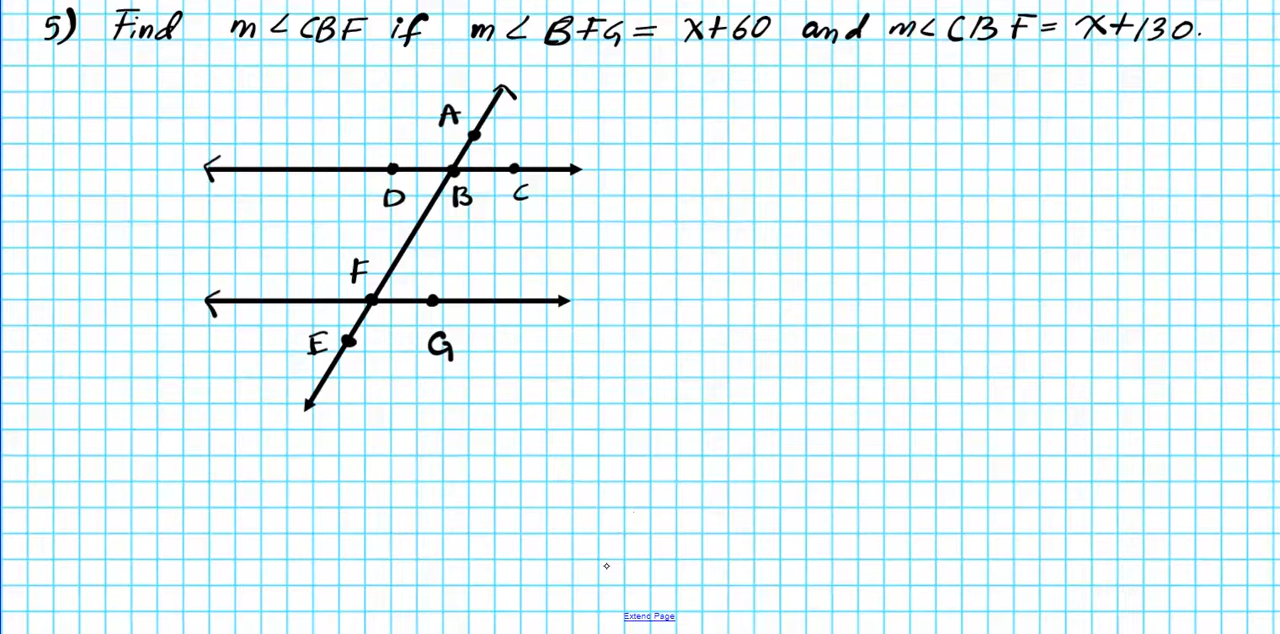 5) Find m∠CBF if m∠BFG = x+60 and m∠CBF = x+130.
A
D B C
F
E G
Extend Page